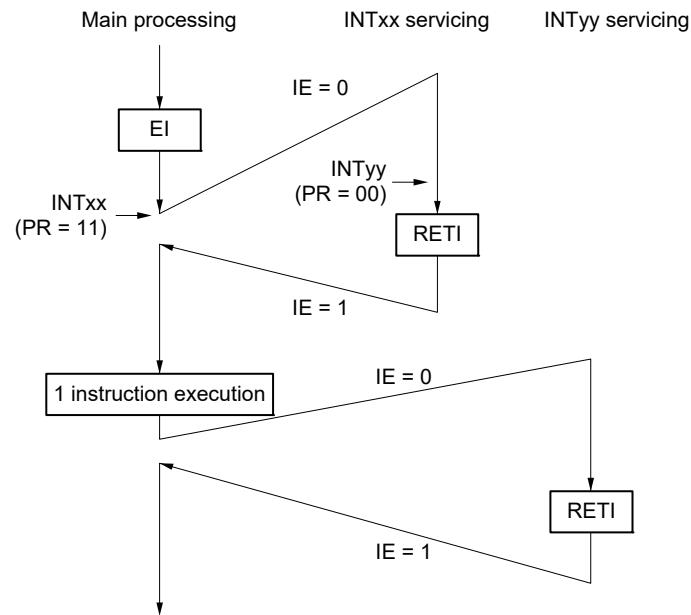 Main processing
INTxx servicing
INTyy servicing
IE = 0
EI
INTyy
(PR = 00)
INTxx
(PR = 11)
RETI
IE = 1
IE = 0
1 instruction execution
RETI
IE = 1